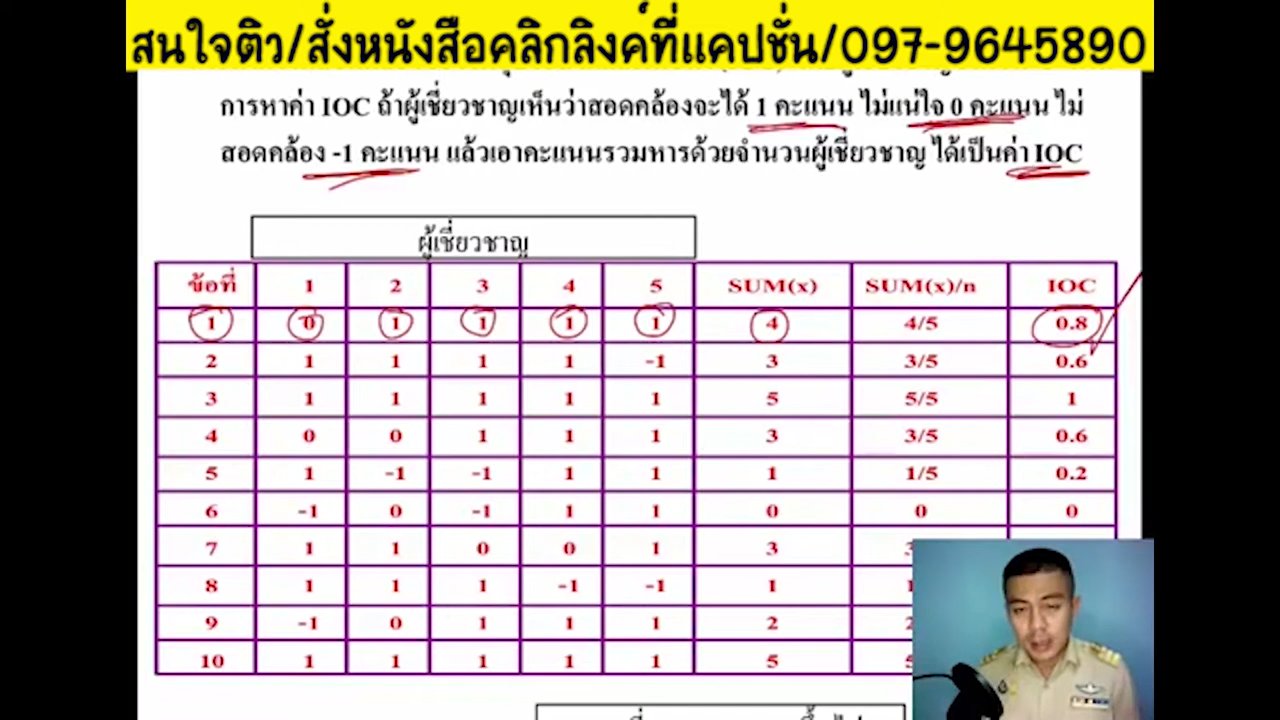 สนใจติว/สั่งหนังสือคลิกลิงค์ที่แคปชั่น/097-9645890
การหาค่า IOC ถ้าผู้เชี่ยวชาญเห็นว่าสอดคล้องจะได้ 1 คะแนน ไม่แน่ใจ 0 คะแนน ไม่
สอดคล้อง -1 คะแนน แล้วเอาคะแนนรวมหารด้วยจำนวนผู้เชี่ยวชาญ ได้เป็นค่า IOC
ผู้เชี่ยวชาญ
ข้อที่ 1 2 3 4 5 SUM(x) SUM(x)/n IOC
1 0 1 1 1 1 4 4/5 0.8
2 1 1 1 1 -1 3 3/5 0.6
3 1 1 1 1 1 5 5/5 1
4 0 0 1 1 1 3 3/5 0.6
5 1 -1 -1 1 1 1 1/5 0.2
6 -1 0 -1 1 1 0 0 0
7 1 1 0 0 1 3
8 1 1 1 -1 -1 1
9 -1 0 1 1 1 2
10 1 1 1 1 1 5